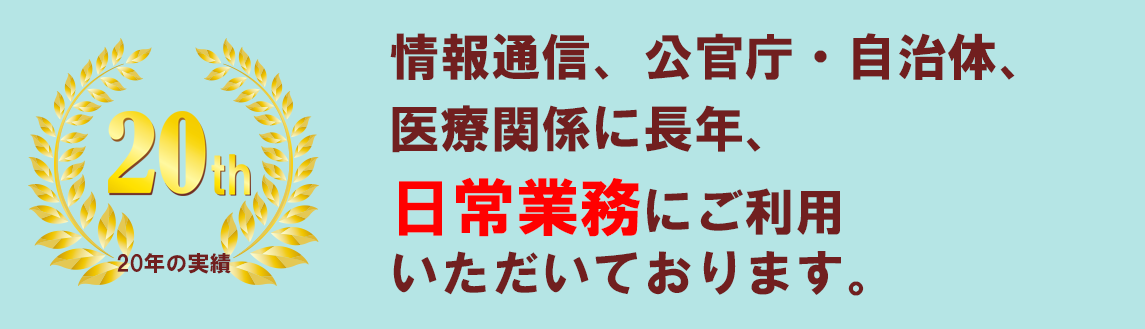 20th
20年の実績
情報通信、公官庁・自治体、
医療関係に長年、
日常業務にご利用
いただいております。